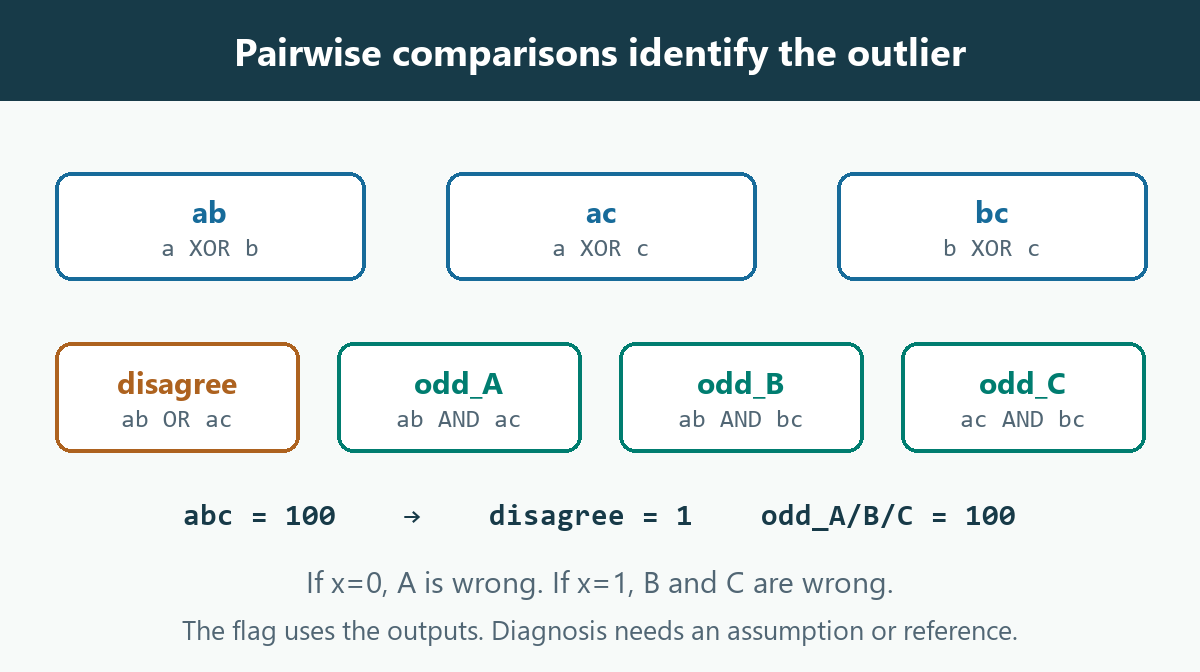 Pairwise comparisons identify the outlier
ab
a XOR b
ac
a XOR c
bc
b XOR c
disagree
ab OR ac
odd_A
ab AND ac
odd_B
ab AND bc
odd_C
ac AND bc
abc = 100 → disagree = 1 odd_A/B/C = 100
If x=0, A is wrong. If x=1, B and C are wrong.
The flag uses the outputs. Diagnosis needs an assumption or reference.